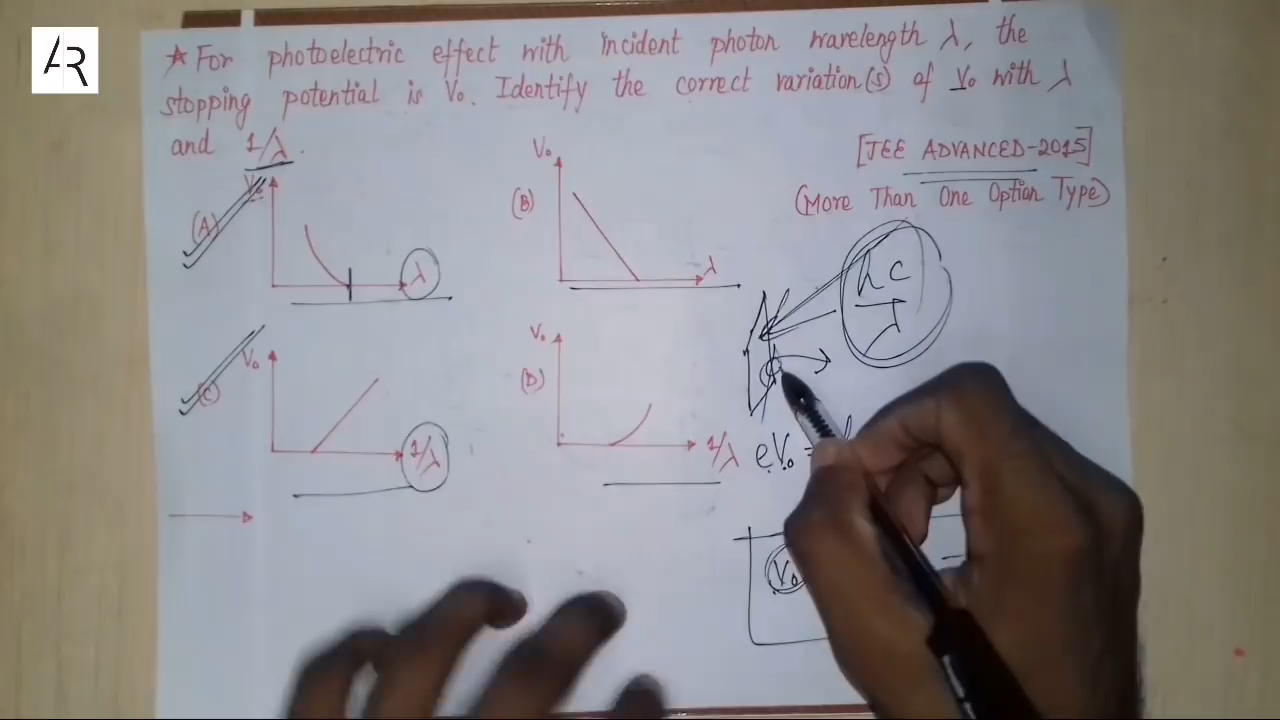 AR
★ For photoelectric effect with incident photon wavelength λ, the
stopping potential is V₀. Identify the correct variation(s) of V₀ with λ
and 1/λ.
[JEE ADVANCED-2015]
(More Than One Option Type)
(A)
λ
(B) V₀
λ
(C) V₀
1/λ
(D) V₀
1/λ
hc
λ
eV₀ =
V₀